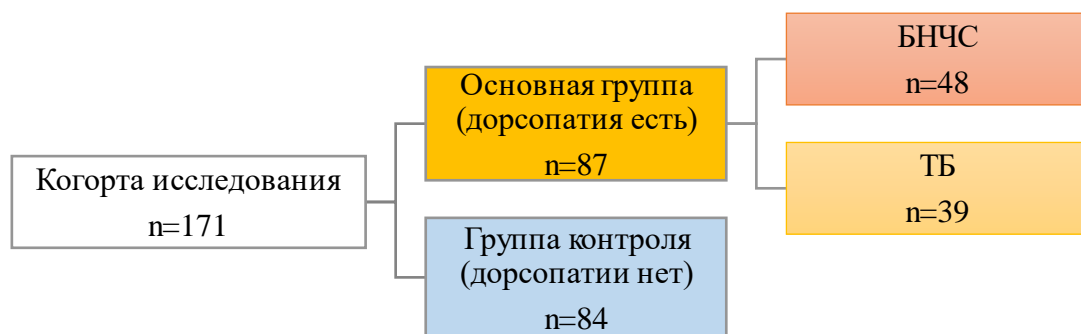 Когорта исследования
n=171
Основная группа
(дорсопатия есть)
n=87
Группа контроля
(дорсопатии нет)
n=84
БНЧС
n=48
ТБ
n=39